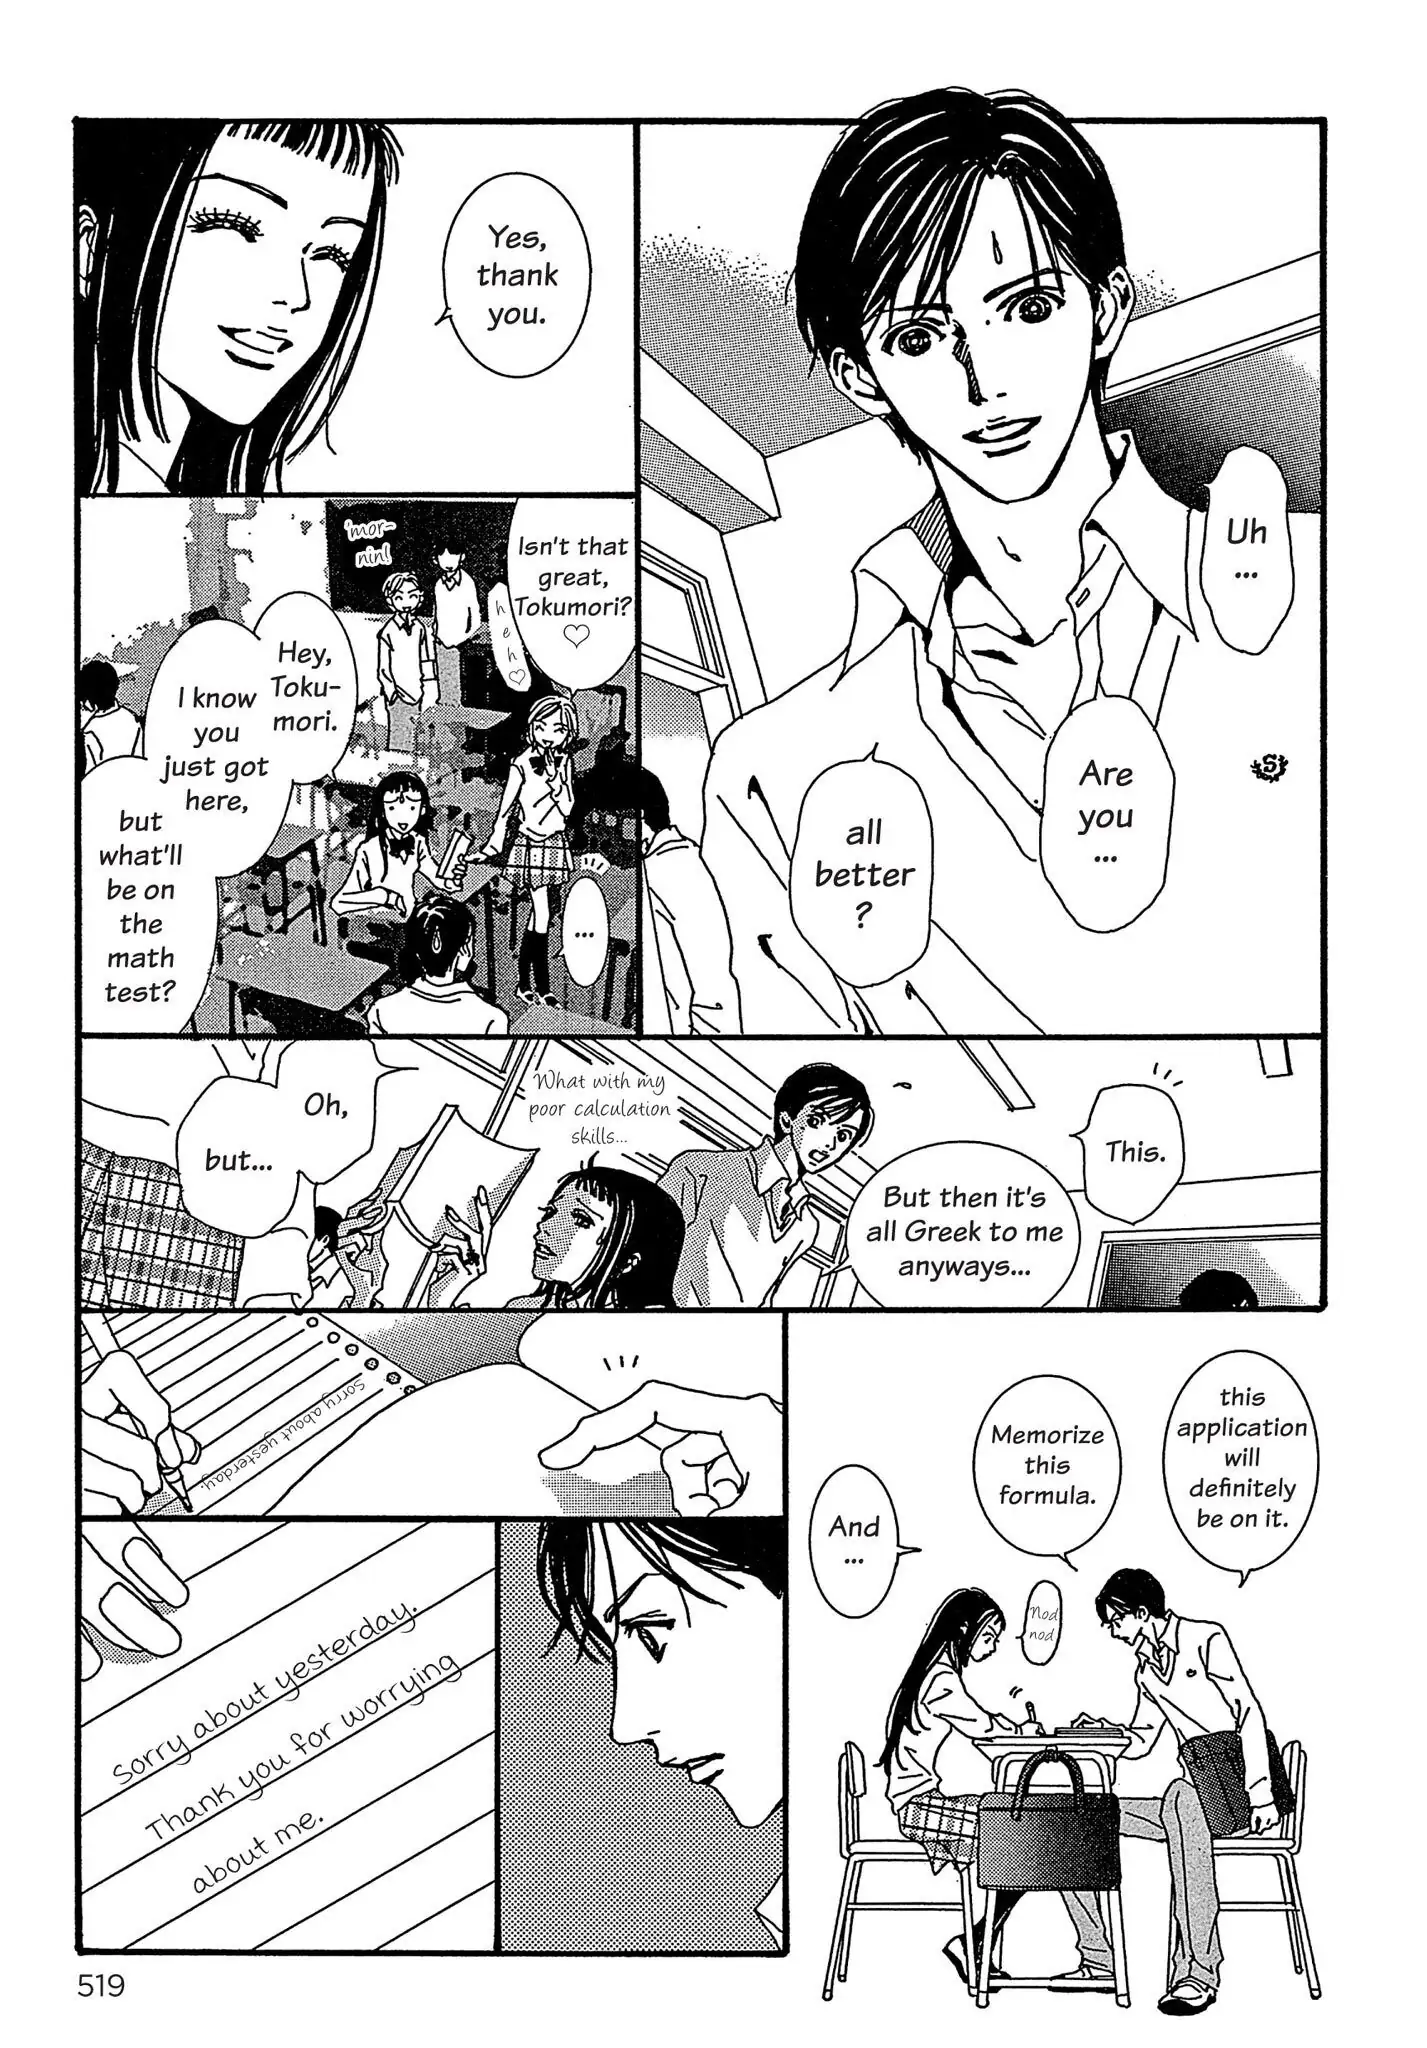 Uh
...
Are
you
...
all
better
?
Yes,
thank
you.
Isn't that
great,
Tokumori?
♡
heh♡
'mor-
nin!
...
Hey,
Toku-
mori.
I know
you
just got
here,
but
what'll
be on
the
math
test?
S
This.
But then it's
all Greek to me
anyways...
What with my
poor calculation
skills...
Oh,
but...
this
application
will
definitely
be on it.
Memorize
this
formula.
Nod
nod
And
...
Sorry about yesterday.
Sorry about yesterday.
Thank you for worrying
about me.
519